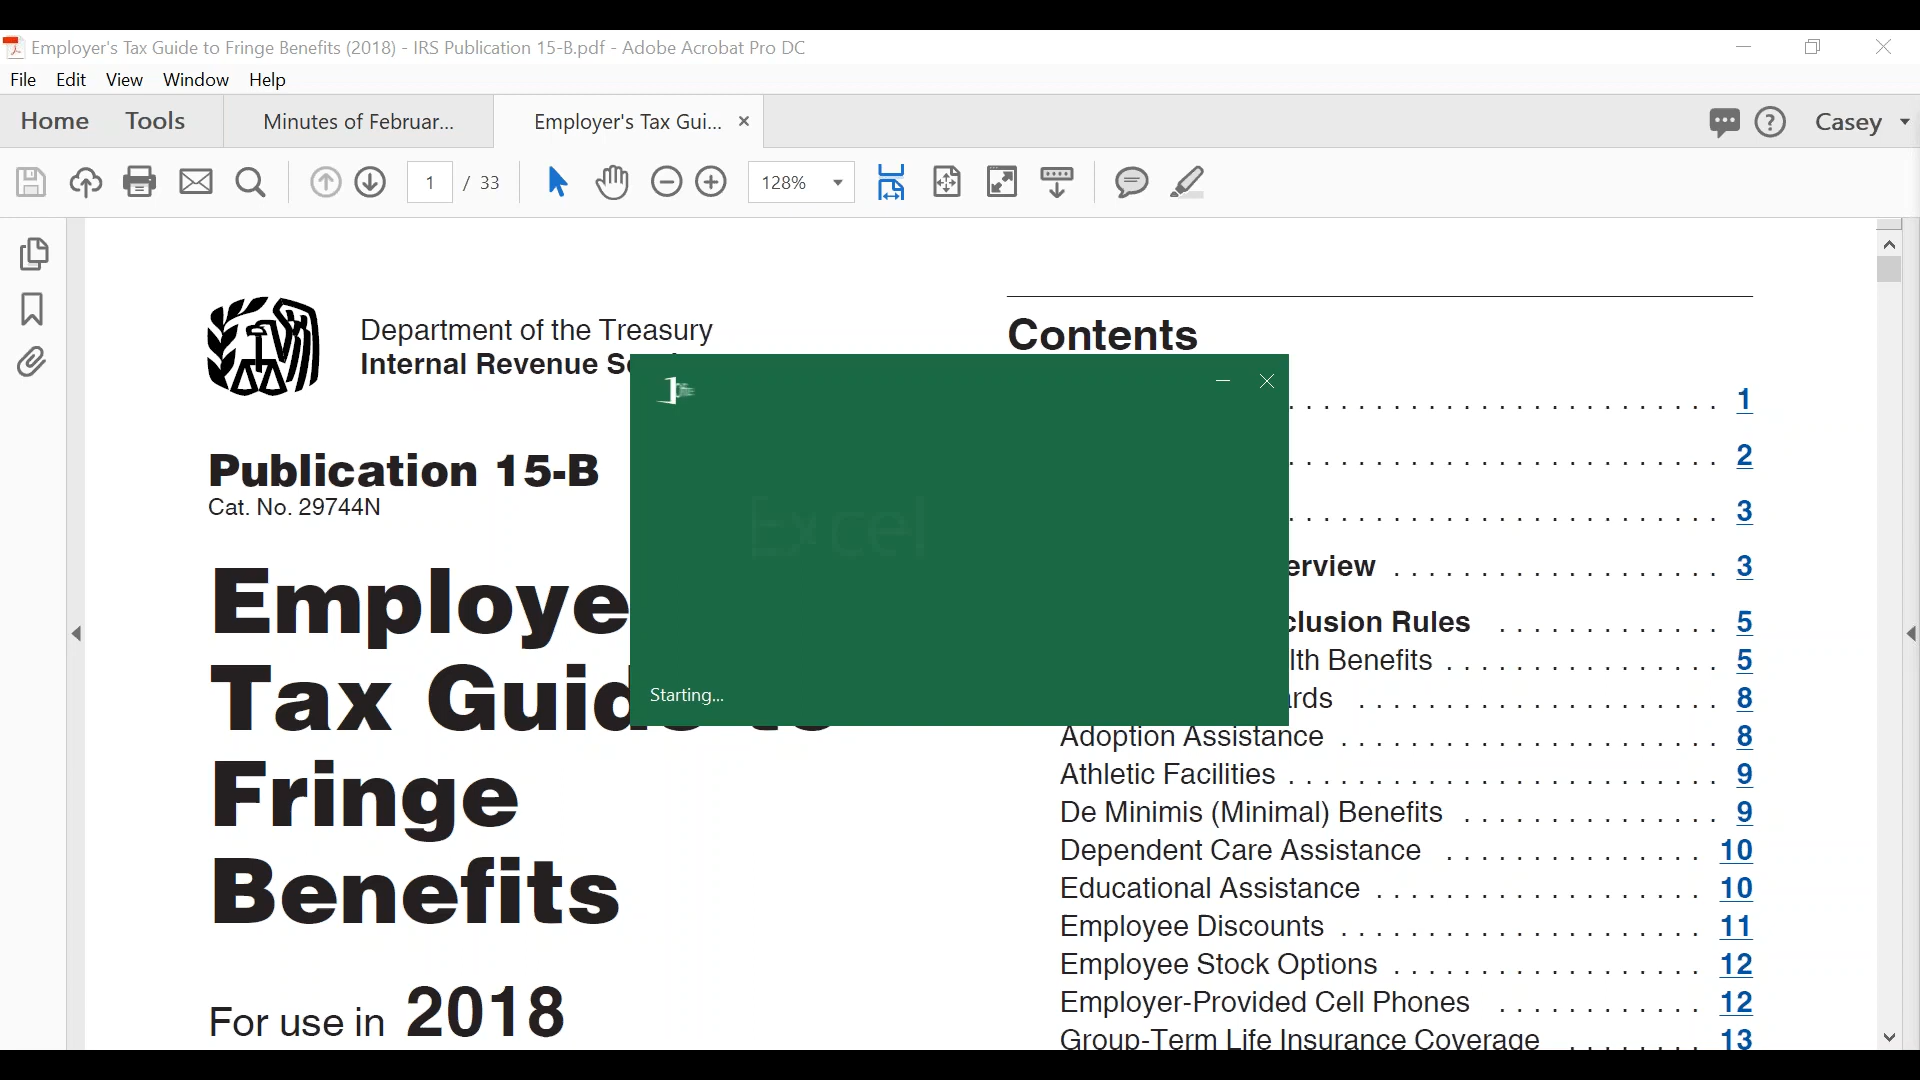 Employer's Tax Guide to Fringe Benefits (2018) - IRS Publication 15-B.pdf - Adobe Acrobat Pro DC
File Edit View Window Help
Home Tools Minutes of Februar... Employer's Tax Gui... × Casey
1 / 33 128%
Department of the Treasury
Internal Revenue S
Publication 15-B
Cat. No. 29744N
Employe
Tax Guid
Fringe
Benefits
For use in 2018
Excel
Starting...
Contents
. . . . . . . . . . . . . . . . . . . . . . . . 1
. . . . . . . . . . . . . . . . . . . . . . . . 2
. . . . . . . . . . . . . . . . . . . . . . . . 3
erview . . . . . . . . . . . . . . . . . . 3
clusion Rules . . . . . . . . . . . . 5
lth Benefits . . . . . . . . . . . . . . . 5
rds . . . . . . . . . . . . . . . . . . . . 8
Adoption Assistance . . . . . . . . . . . . . . . . . . . . . 8
Athletic Facilities . . . . . . . . . . . . . . . . . . . . . . . . 9
De Minimis (Minimal) Benefits . . . . . . . . . . . . . . 9
Dependent Care Assistance . . . . . . . . . . . . . . 10
Educational Assistance . . . . . . . . . . . . . . . . . . 10
Employee Discounts . . . . . . . . . . . . . . . . . . . . 11
Employee Stock Options . . . . . . . . . . . . . . . . . 12
Employer-Provided Cell Phones . . . . . . . . . . . 12
Group-Term Life Insurance Coverage . . . . . . . 13